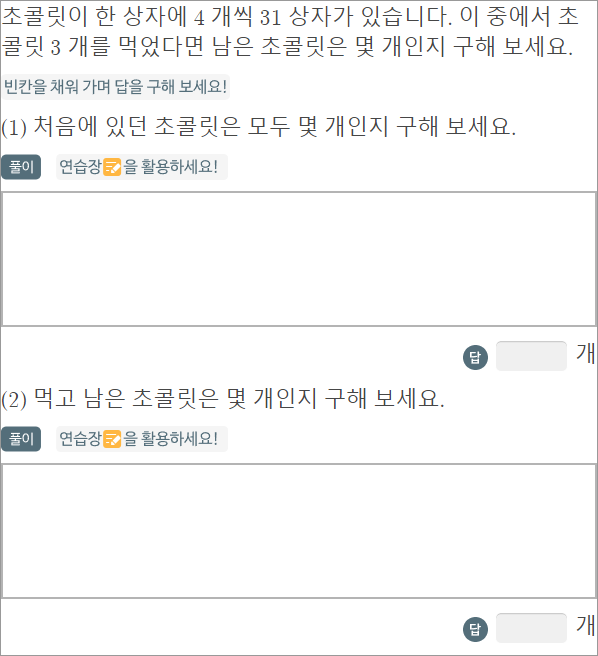 초콜릿이 한 상자에 4 개씩 31 상자가 있습니다. 이 중에서 초
콜릿 3 개를 먹었다면 남은 초콜릿은 몇 개인지 구해 보세요.
빈칸을 채워 가며 답을 구해 보세요!
(1) 처음에 있던 초콜릿은 모두 몇 개인지 구해 보세요.
풀이 연습장을 활용하세요!
답 개
(2) 먹고 남은 초콜릿은 몇 개인지 구해 보세요.
풀이 연습장을 활용하세요!
답 개